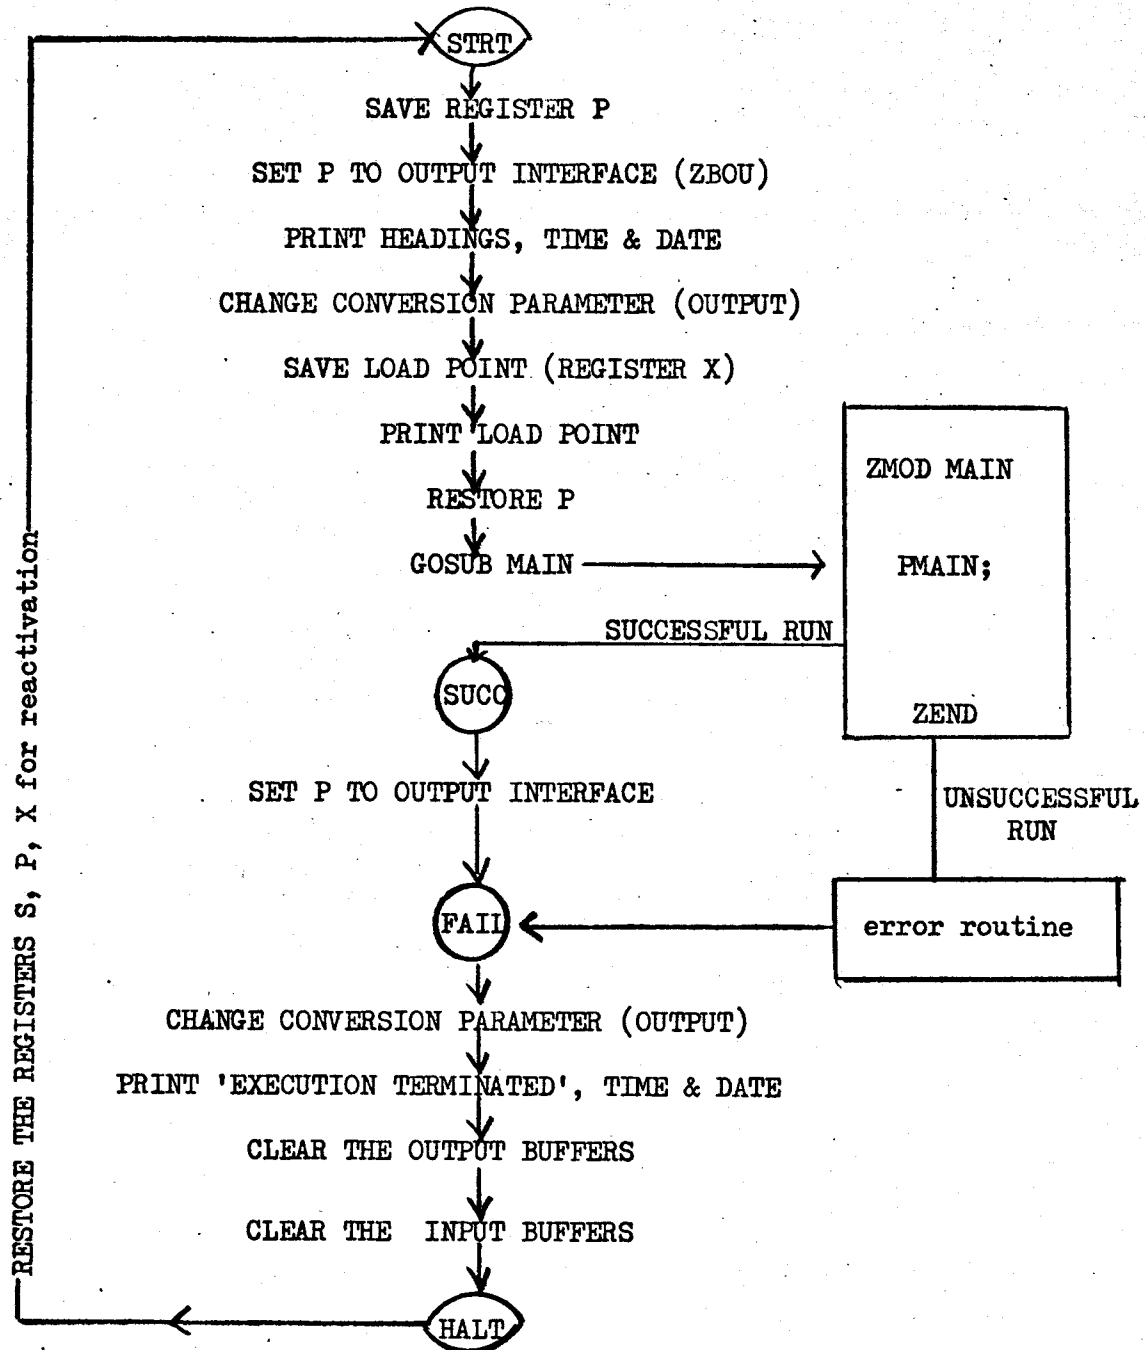 STRT
SAVE REGISTER P
SET P TO OUTPUT INTERFACE (ZBOU)
PRINT HEADINGS, TIME & DATE
CHANGE CONVERSION PARAMETER (OUTPUT)
SAVE LOAD POINT (REGISTER X)
PRINT LOAD POINT
RESTORE P
GOSUB MAIN
ZMOD MAIN
PMAIN;
ZEND
SUCCESSFUL RUN
SUCC
SET P TO OUTPUT INTERFACE
UNSUCCESSFUL
RUN
error routine
FAIL
CHANGE CONVERSION PARAMETER (OUTPUT)
PRINT 'EXECUTION TERMINATED', TIME & DATE
CLEAR THE OUTPUT BUFFERS
CLEAR THE INPUT BUFFERS
HALT
RESTORE THE REGISTERS S, P, X for reactivation